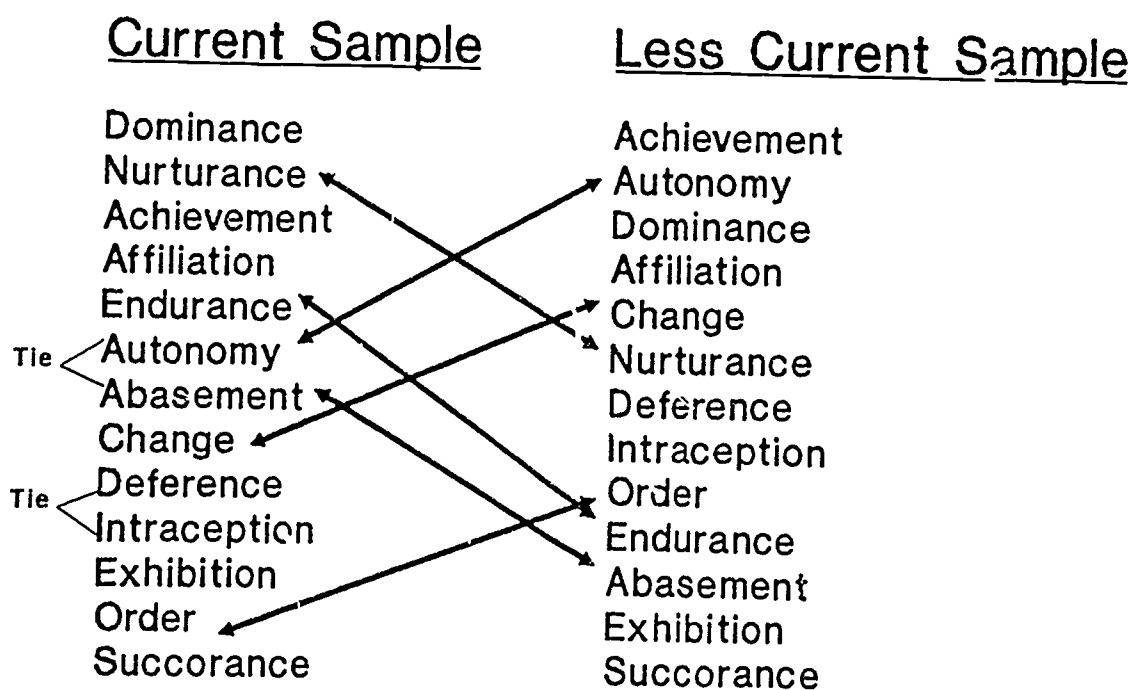 Current Sample
Less Current Sample
Dominance
Nurturance
Achievement
Affiliation
Endurance
Tie
Autonomy
Abasement
Change
Tie
Deference
Intraception
Exhibition
Order
Succorance
Achievement
Autonomy
Dominance
Affiliation
Change
Nurturance
Deference
Intraception
Order
Endurance
Abasement
Exhibition
Succorance